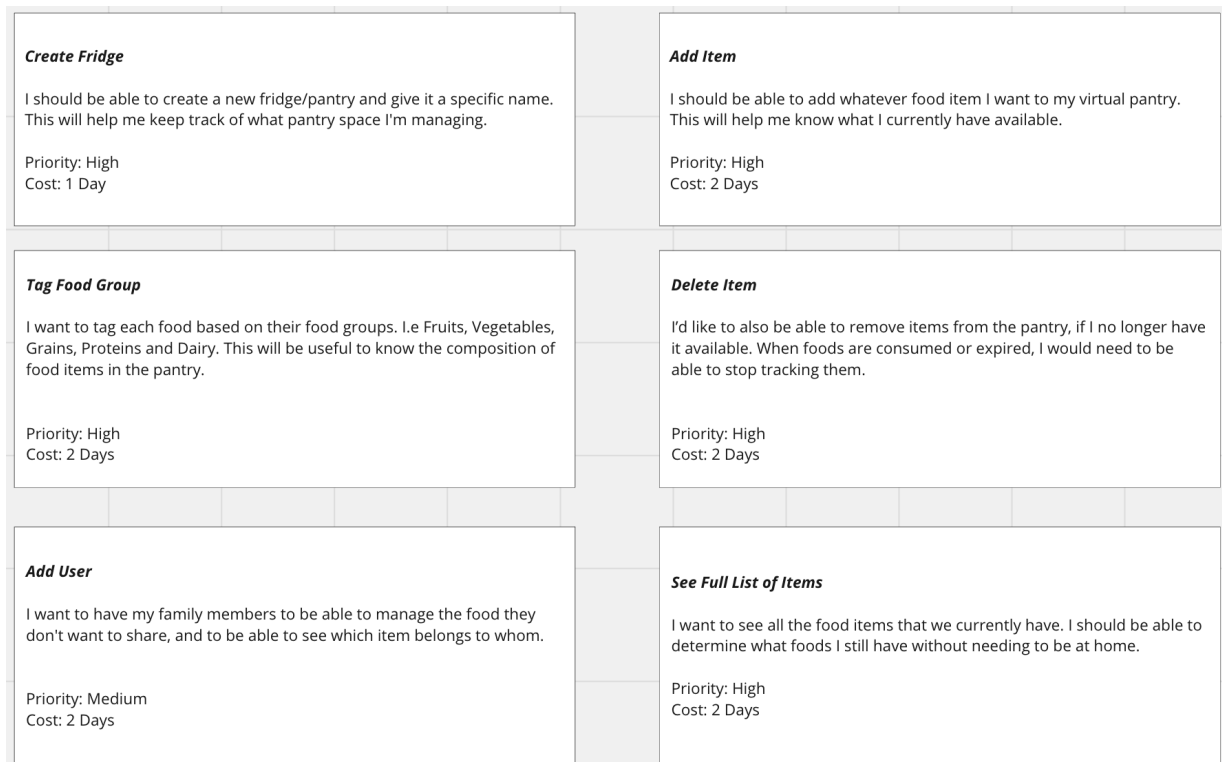 Create Fridge
I should be able to create a new fridge/pantry and give it a specific name.
This will help me keep track of what pantry space I'm managing.
Priority: High
Cost: 1 Day
Add Item
I should be able to add whatever food item I want to my virtual pantry.
This will help me know what I currently have available.
Priority: High
Cost: 2 Days
Tag Food Group
I want to tag each food based on their food groups. I.e Fruits, Vegetables,
Grains, Proteins and Dairy. This will be useful to know the composition of
food items in the pantry.
Priority: High
Cost: 2 Days
Delete Item
I’d like to also be able to remove items from the pantry, if I no longer have
it available. When foods are consumed or expired, I would need to be
able to stop tracking them.
Priority: High
Cost: 2 Days
Add User
I want to have my family members to be able to manage the food they
don't want to share, and to be able to see which item belongs to whom.
Priority: Medium
Cost: 2 Days
See Full List of Items
I want to see all the food items that we currently have. I should be able to
determine what foods I still have without needing to be at home.
Priority: High
Cost: 2 Days